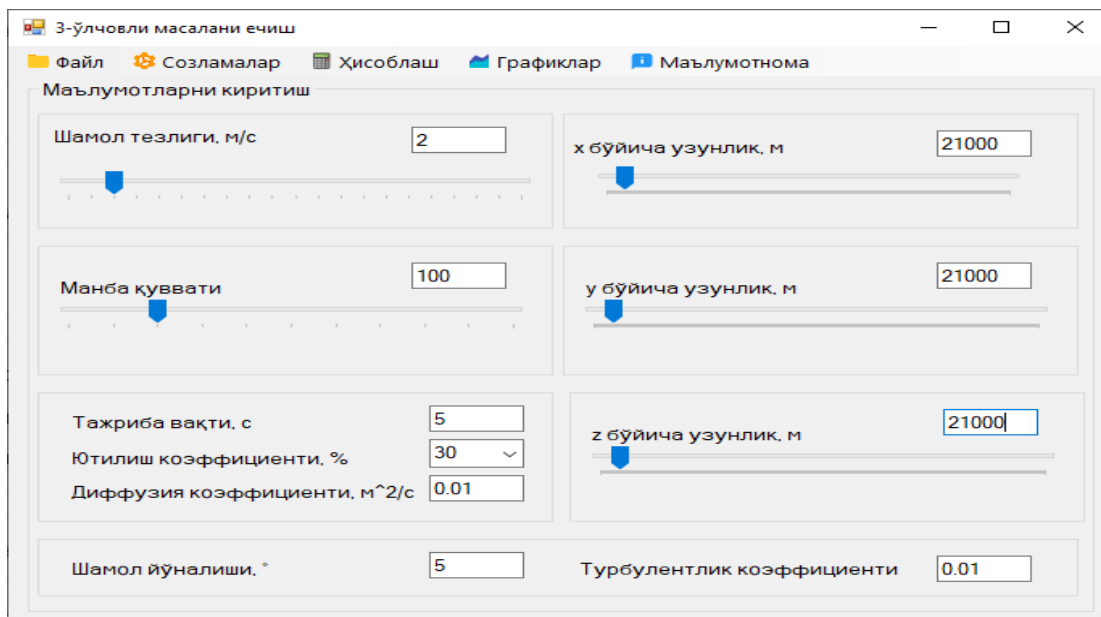 3-ўлчовли масалани ечиш
Файл Созламалар Ҳисоблаш Графиклар Маълумотнома
Маълумотларни киритиш
Шамол тезлиги, м/с 2
х бўйича узунлик, м 21000
Манба қуввати 100
у бўйича узунлик, м 21000
Тажриба вақти, с 5
Ютилиш коэффициенти, % 30
Диффузия коэффициенти, м^2/с 0.01
z бўйича узунлик, м 21000
Шамол йўналиши, ° 5
Турбулентлик коэффициенти 0.01